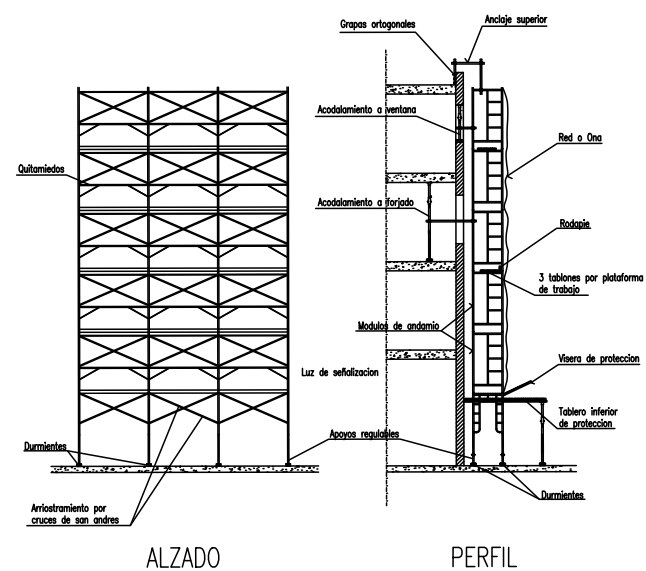 Grapas ortogonales
Anclaje superior
Acodalamiento a ventana
Red o Ona
Quitamiedos
Acodalamiento a forjado
Rodapie
3 tablones por plataforma
de trabajo
Modulos de andamio
Visera de proteccion
Luz de señalizacion
Tablero inferior
de proteccion
Apoyos regulables
Durmientes
Durmientes
Arriostramiento por
cruces de san andres
ALZADO
PERFIL